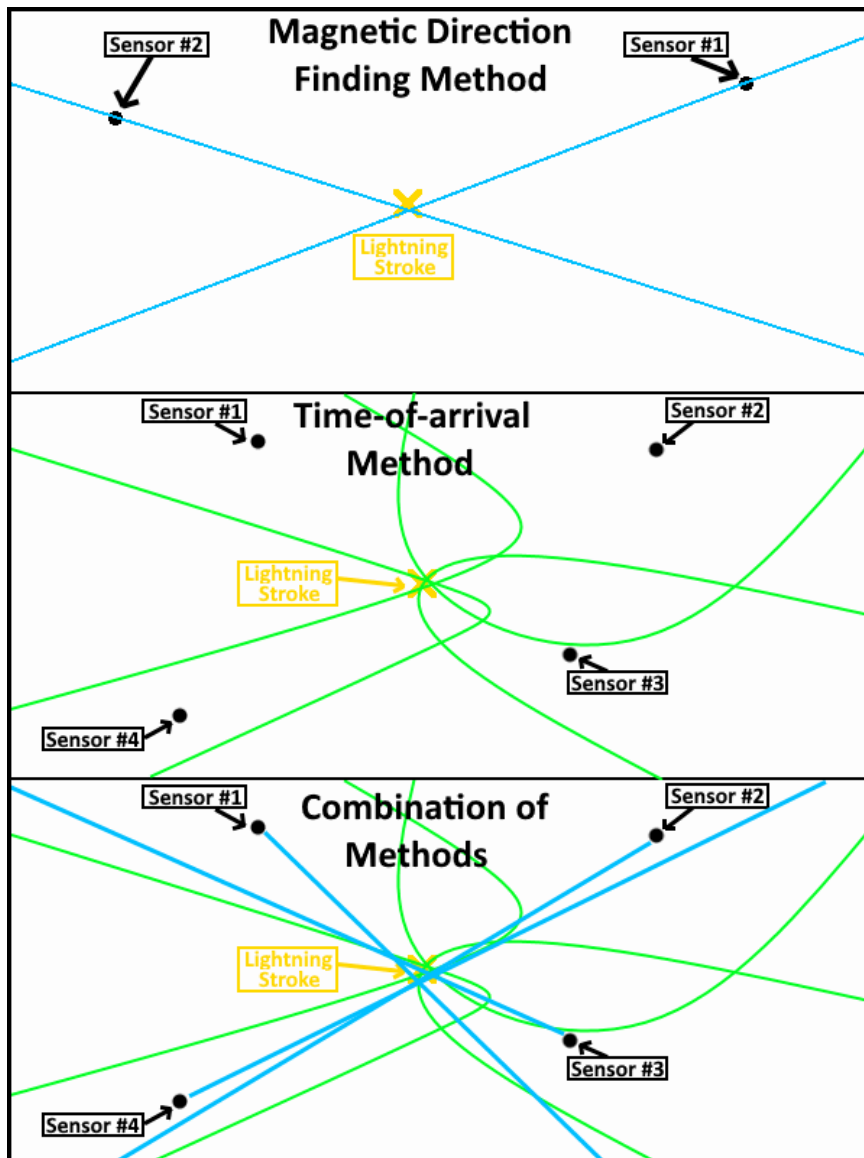 Magnetic Direction
Finding Method
Sensor #2
Sensor #1
Lightning
Stroke
Time-of-arrival
Method
Sensor #1
Sensor #2
Lightning
Stroke
Sensor #3
Sensor #4
Combination of
Methods
Sensor #1
Sensor #2
Lightning
Stroke
Sensor #3
Sensor #4